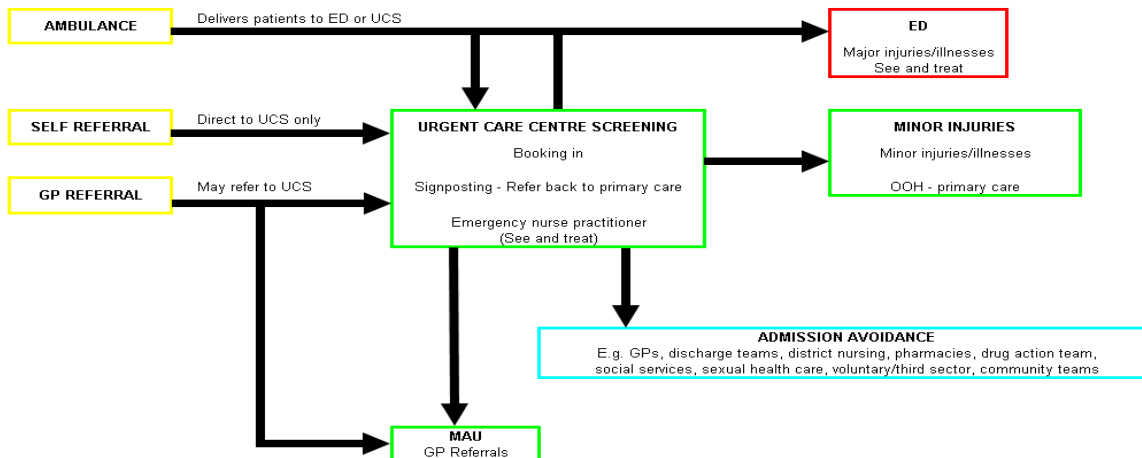 AMBULANCE
Delivers patients to ED or UCS
ED
Major injuries/illnesses
See and treat
SELF REFERRAL
Direct to UCS only
GP REFERRAL
May refer to UCS
URGENT CARE CENTRE SCREENING
Booking in
Signposting - Refer back to primary care
Emergency nurse practitioner
(See and treat)
MINOR INJURIES
Minor injuries/illnesses
OOH - primary care
ADMISSION AVOIDANCE
E.g. GPs, discharge teams, district nursing, pharmacies, drug action team,
social services, sexual health care, voluntary/third sector, community teams
MAU
GP Referrals